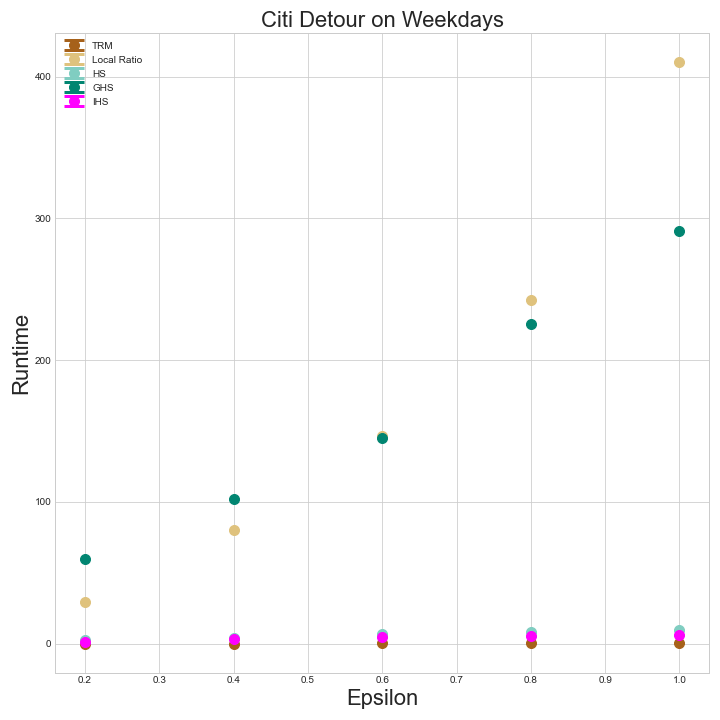 Citi Detour on Weekdays
TRM
Local Ratio
HS
GHS
IHS
400
300
200
100
0
Runtime
0.2 0.3 0.4 0.5 0.6 0.7 0.8 0.9 1.0
Epsilon